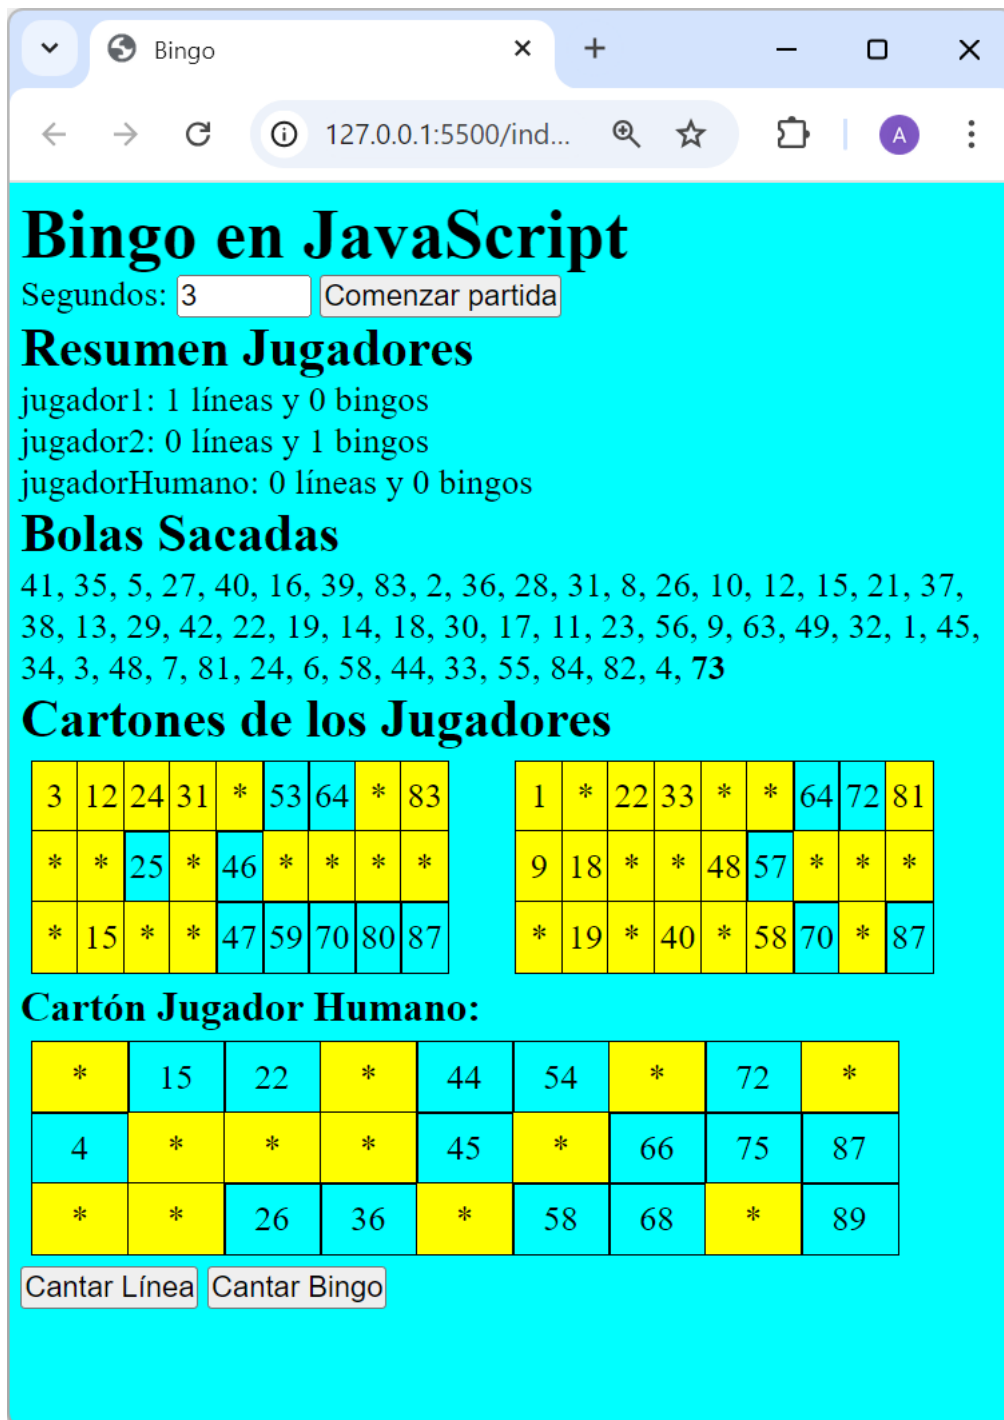 Bingo
127.0.0.1:5500/ind...
A
Bingo en JavaScript
Segundos: 3 Comenzar partida
Resumen Jugadores
jugador1: 1 líneas y 0 bingos
jugador2: 0 líneas y 1 bingos
jugadorHumano: 0 líneas y 0 bingos
Bolas Sacadas
41, 35, 5, 27, 40, 16, 39, 83, 2, 36, 28, 31, 8, 26, 10, 12, 15, 21, 37,
38, 13, 29, 42, 22, 19, 14, 18, 30, 17, 11, 23, 56, 9, 63, 49, 32, 1, 45,
34, 3, 48, 7, 81, 24, 6, 58, 44, 33, 55, 84, 82, 4, 73
Cartones de los Jugadores
3 12 24 31 * 53 64 * 83
* * 25 * 46 * * * *
* 15 * * 47 59 70 80 87
1 * 22 33 * * 64 72 81
9 18 * * 48 57 * * *
* 19 * 40 * 58 70 * 87
Cartón Jugador Humano:
* 15 22 * 44 54 * 72 *
4 * * * 45 * 66 75 87
* * 26 36 * 58 68 * 89
Cantar Línea Cantar Bingo